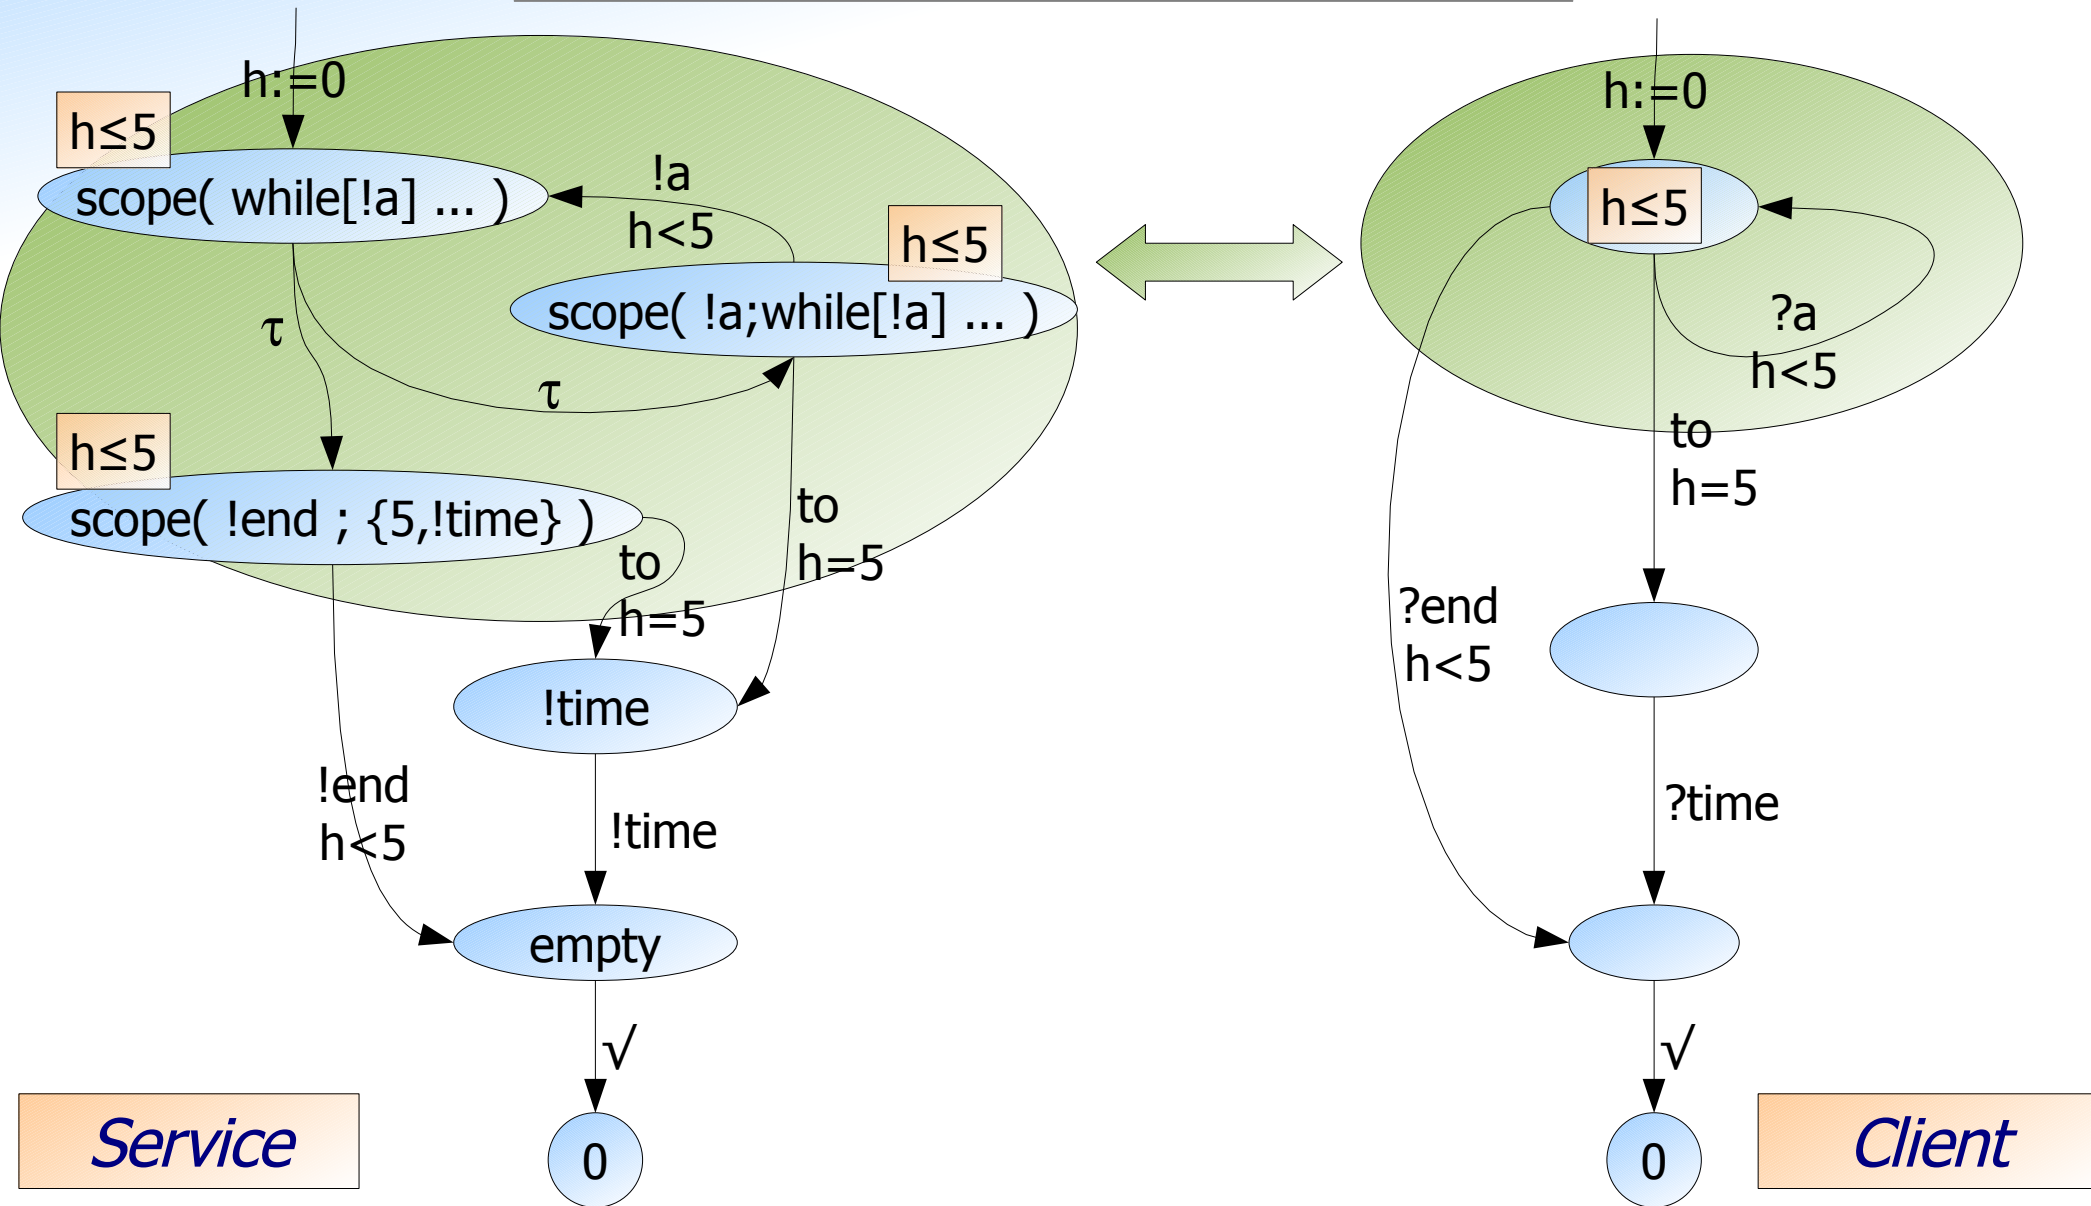 h:=0
h≤5
scope( while[!a] ... )
!a
h<5
h≤5
scope( !a;while[!a] ... )
τ
τ
h≤5
scope( !end ; {5,!time} )
to
h=5
to
h=5
!time
!end
h<5
!time
empty
√
0
Service
h:=0
h≤5
?a
h<5
to
h=5
?end
h<5
?time
√
0
Client